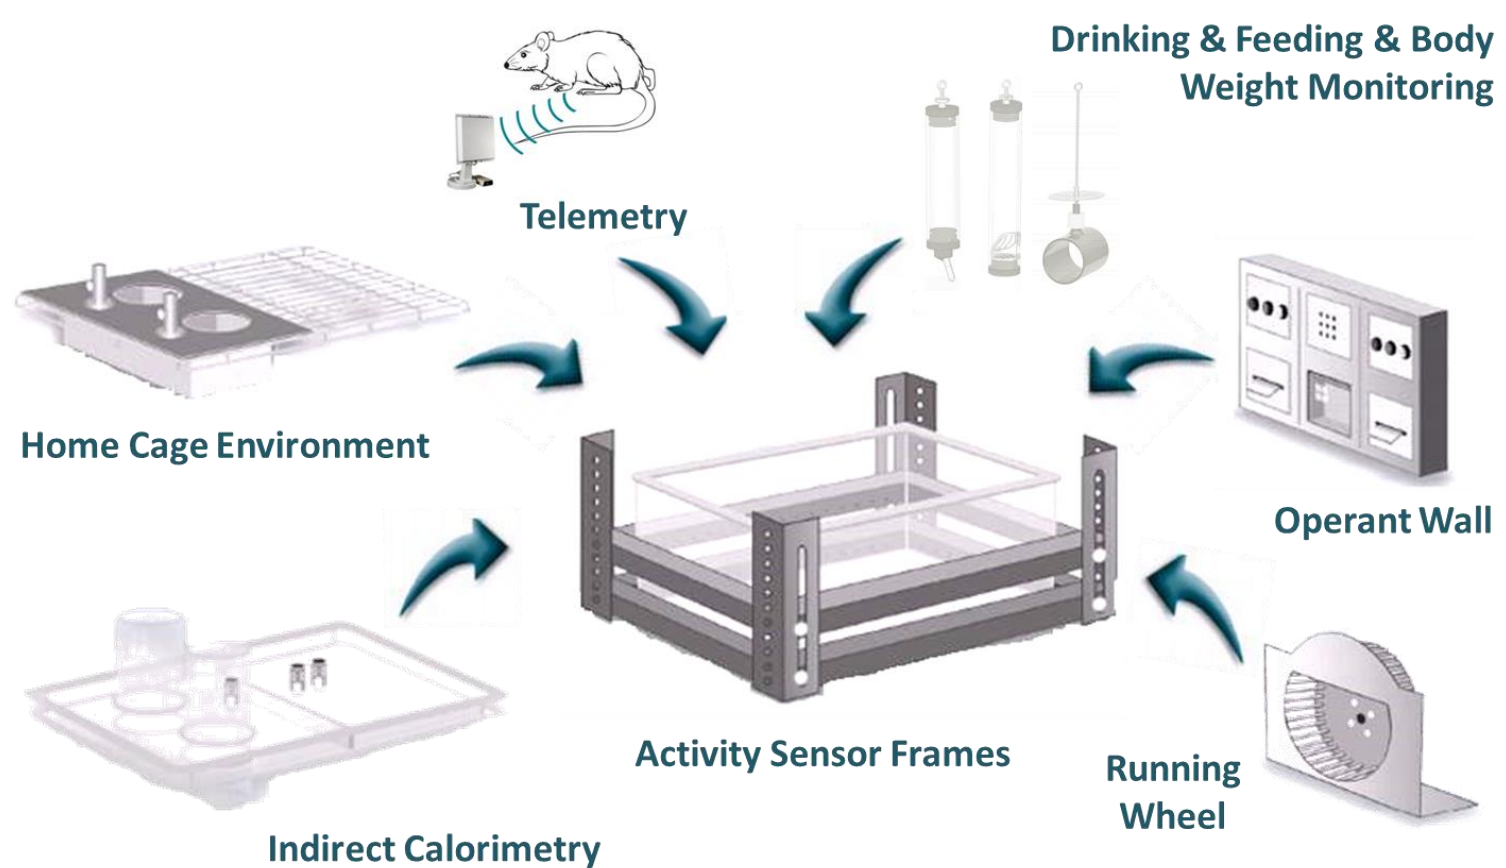 Drinking & Feeding & Body
Weight Monitoring
Telemetry
Home Cage Environment
Operant Wall
Activity Sensor Frames
Running
Wheel
Indirect Calorimetry